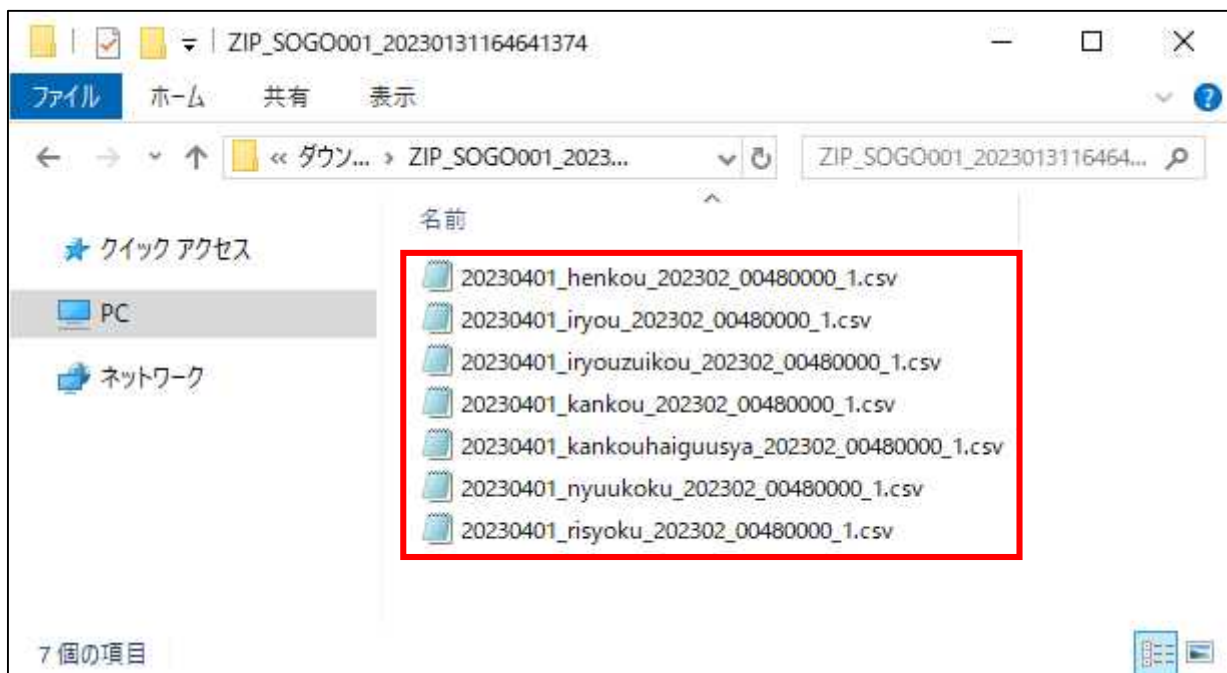 ZIP_SOGO001_20230131164641374
ファイル ホーム 共有 表示
« ダウン... › ZIP_SOGO001_2023... ZIP_SOGO001_2023013116464...
名前
クイック アクセス
PC
ネットワーク
20230401_henkou_202302_00480000_1.csv
20230401_iryou_202302_00480000_1.csv
20230401_iryouzuikou_202302_00480000_1.csv
20230401_kankou_202302_00480000_1.csv
20230401_kankouhaiguusya_202302_00480000_1.csv
20230401_nyuukoku_202302_00480000_1.csv
20230401_risyoku_202302_00480000_1.csv
7 個の項目